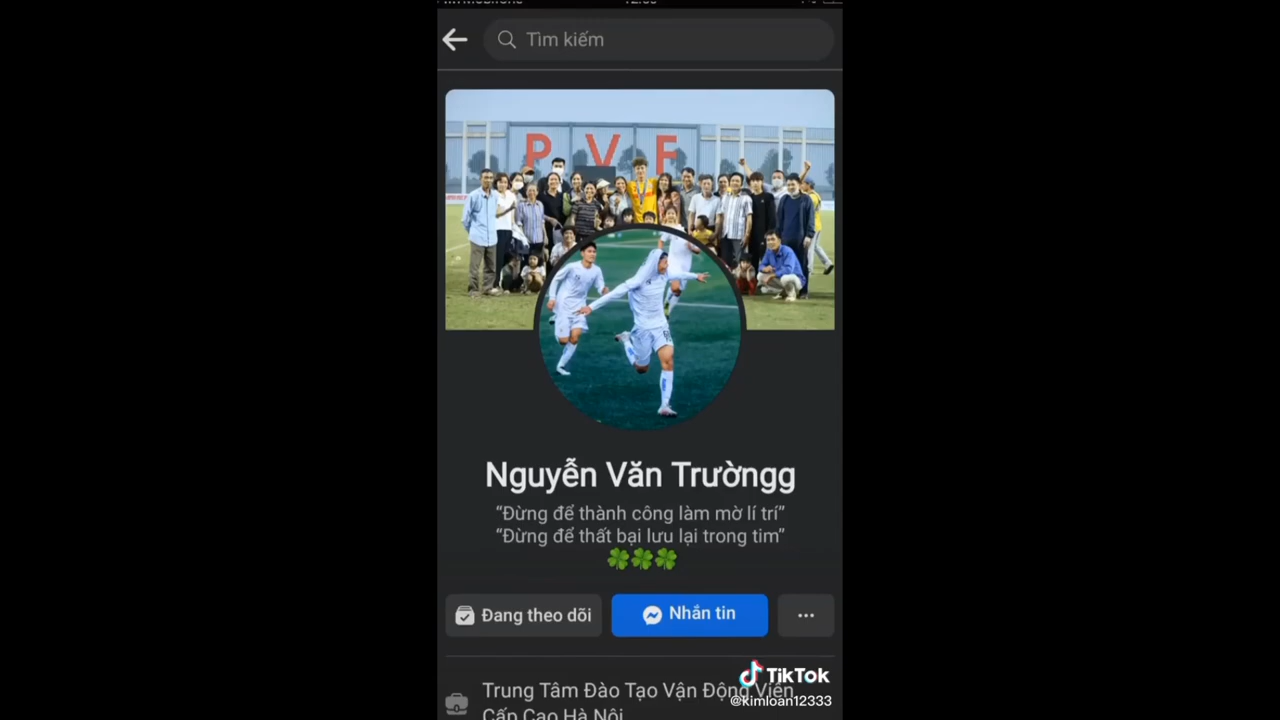 Tìm kiếm
P V F
Nguyễn Văn Trườngg
“Đừng để thành công làm mờ lí trí”
“Đừng để thất bại lưu lại trong tim”
Đang theo dõi
Nhắn tin
Trung Tâm Đào Tạo Vận Động Viên
Cấp Cao Hà Nội
TikTok
@kimloan12333